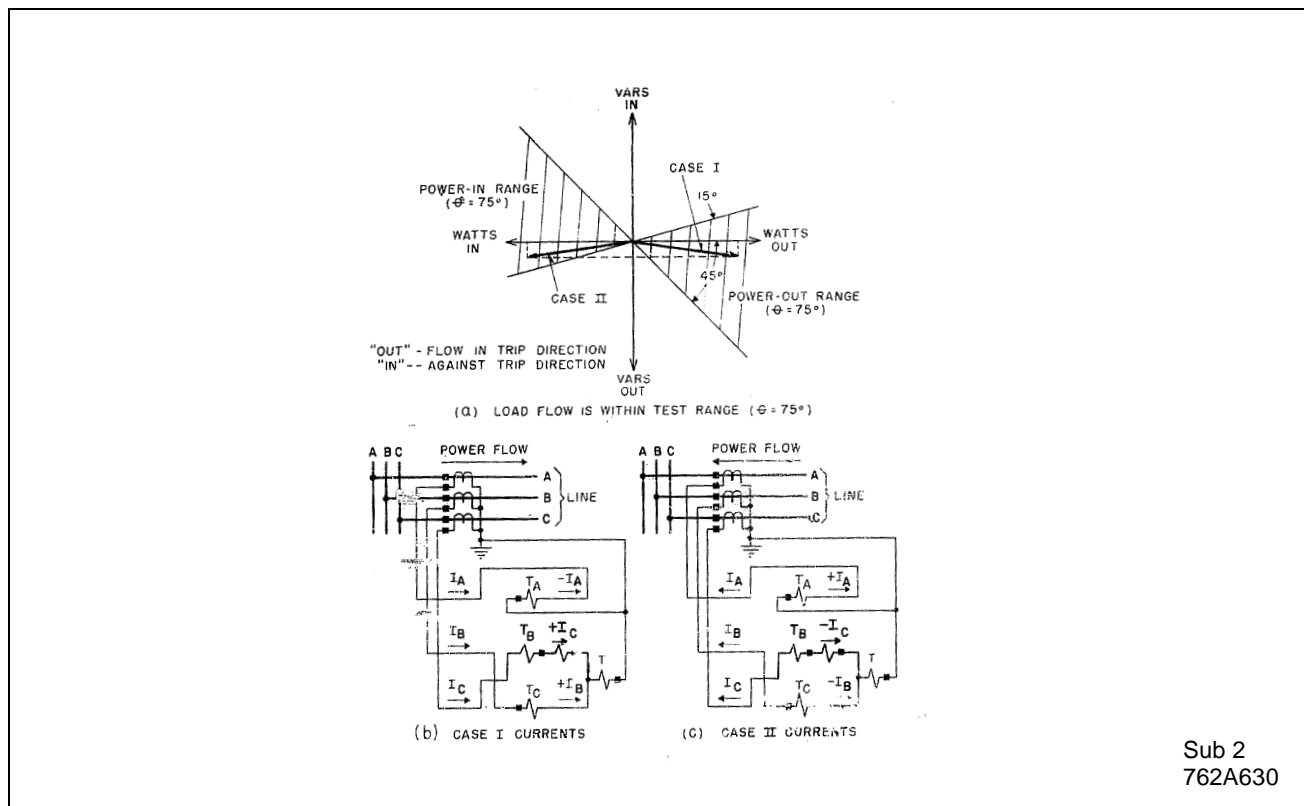 VARS
IN
CASE I
15°
POWER-IN RANGE
(θ = 75°)
WATTS
IN
WATTS
OUT
45°
CASE II
POWER-OUT RANGE
(θ = 75°)
"OUT" - FLOW IN TRIP DIRECTION
"IN" -- AGAINST TRIP DIRECTION
VARS
OUT
(a) LOAD FLOW IS WITHIN TEST RANGE (θ = 75°)
A B C POWER FLOW
A
B LINE
C
I_A T_A -I_A
I_B T_B +I_C T
I_C T_C +I_B
(b) CASE I CURRENTS
A B C POWER FLOW
A
B LINE
C
I_A T_A +I_A
I_B T_B -I_C T
I_C T_C -I_B
(C) CASE II CURRENTS
Sub 2
762A630